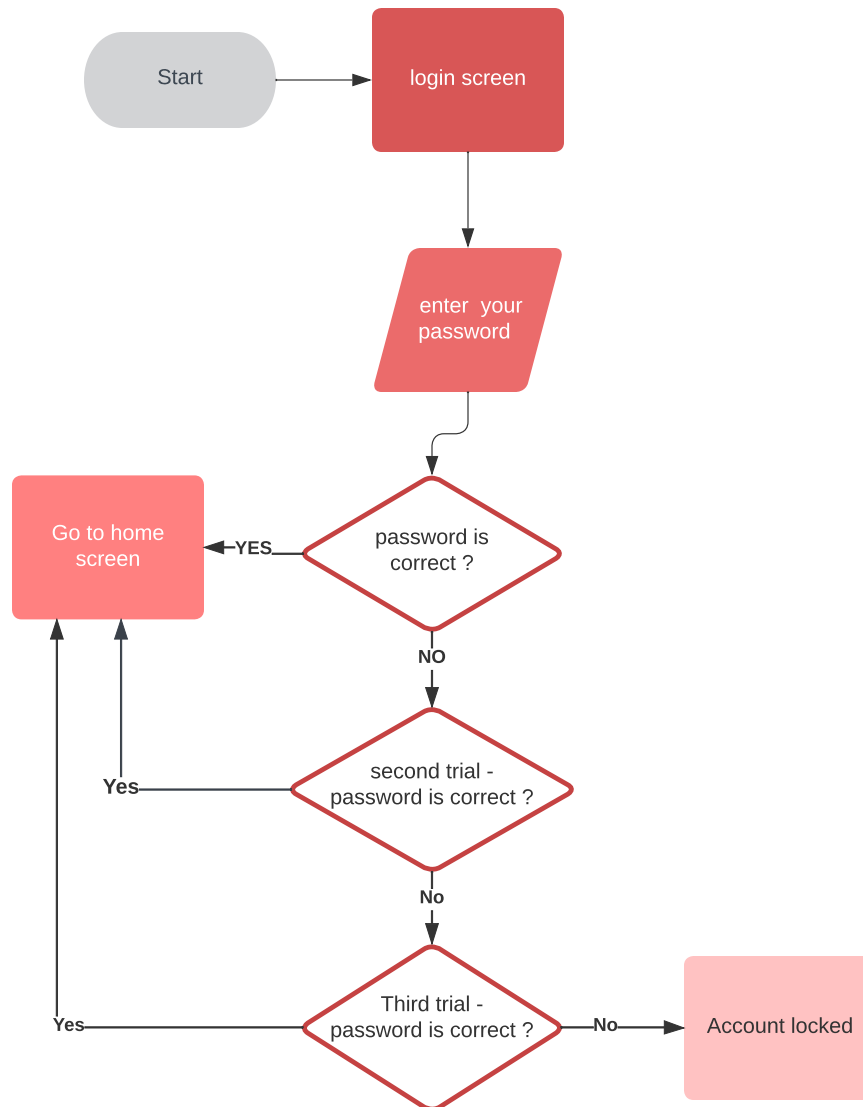 Start
login screen
enter  your
password
password is
correct ?
YES
Go to home
screen
NO
second trial -
password is correct ?
Yes
No
Third trial -
password is correct ?
Yes
No
Account locked